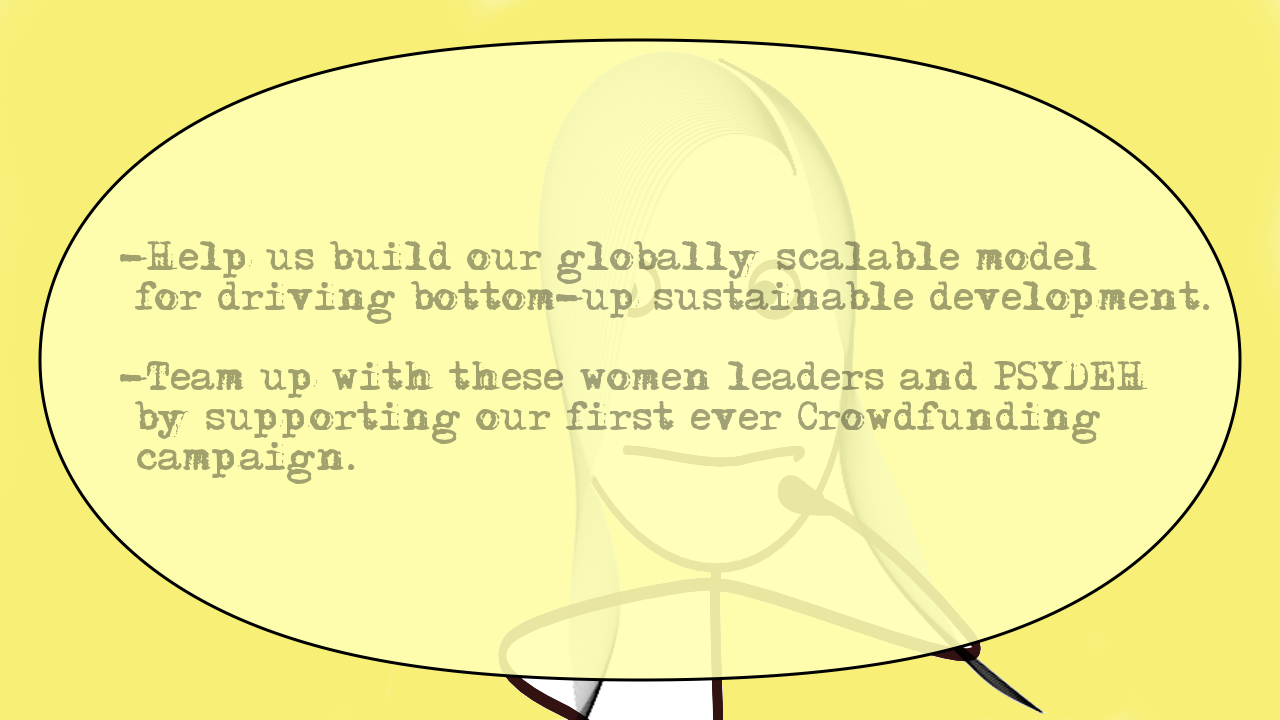 -Help us build our globally scalable model
for driving bottom-up sustainable development.
-Team up with these women leaders and PSYDEH
by supporting our first ever Crowdfunding
campaign.